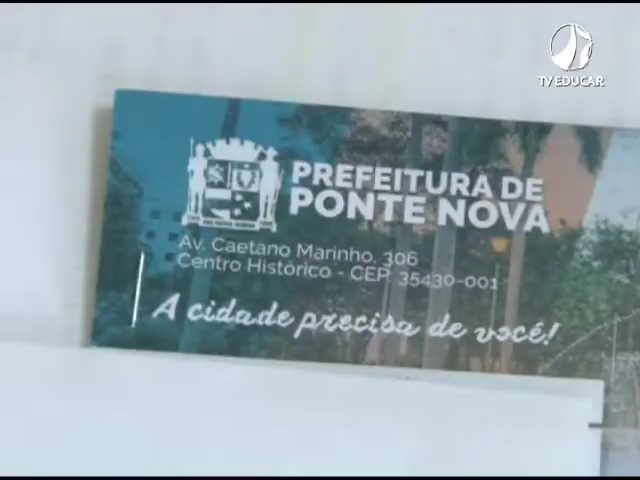 TV EDUCAR
PREFEITURA DE
PONTE NOVA
Av. Caetano Marinho, 306
Centro Histórico - CEP. 35430-001
A cidade precisa de você!